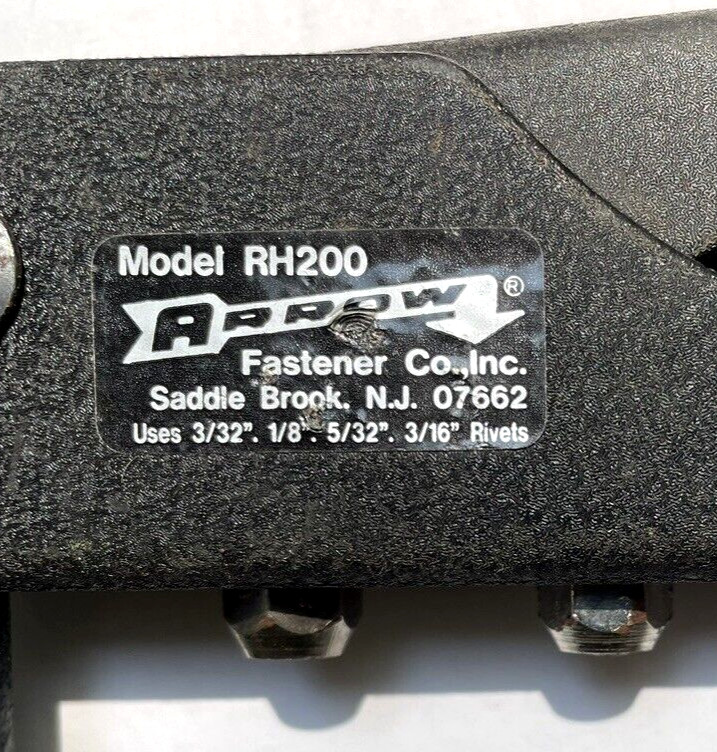 Model RH200
ARROW®
Fastener Co.,Inc.
Saddle Brook. N.J. 07662
Uses 3/32". 1/8". 5/32". 3/16" Rivets